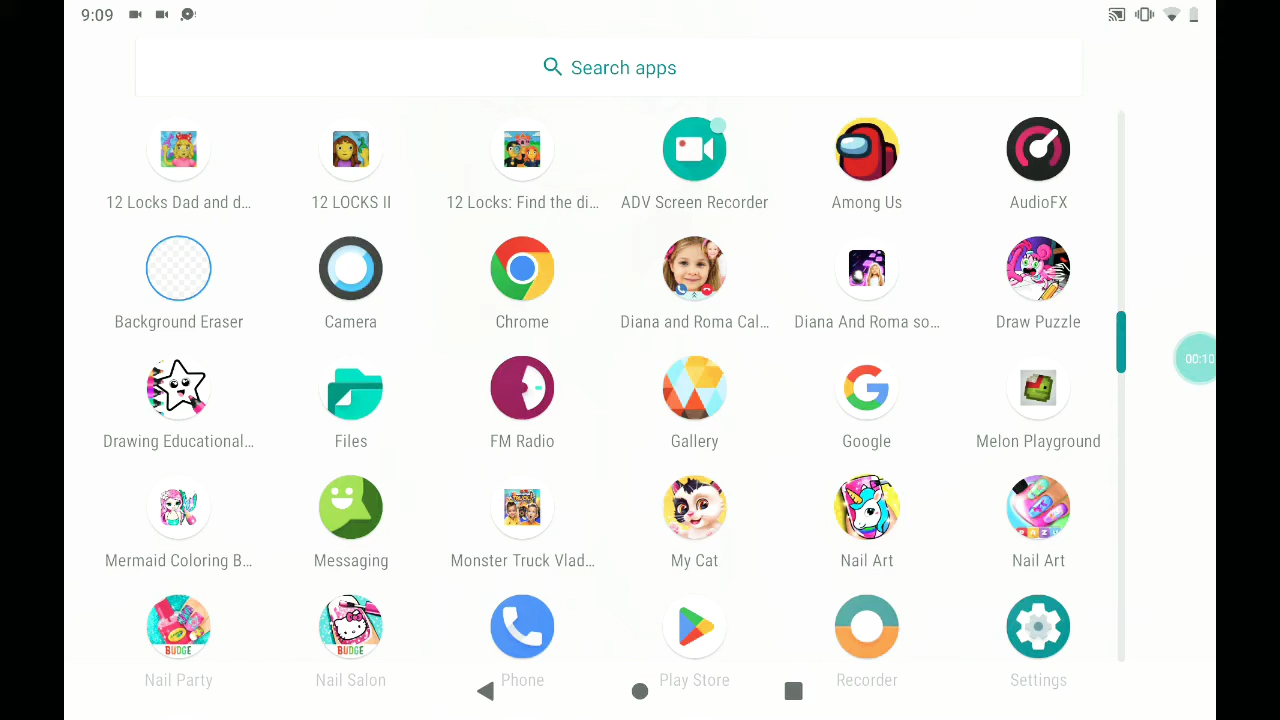 9:09
Search apps
12 Locks Dad and d...
12 LOCKS II
12 Locks: Find the di...
ADV Screen Recorder
Among Us
AudioFX
Background Eraser
Camera
Chrome
Diana and Roma Cal...
Diana And Roma so...
Draw Puzzle
00:10
Drawing Educational...
Files
FM Radio
Gallery
Google
Melon Playground
Mermaid Coloring B...
Messaging
Monster Truck Vlad...
My Cat
Nail Art
Nail Art
BUDGE
BUDGE
Nail Party
Nail Salon
Phone
Play Store
Recorder
Settings